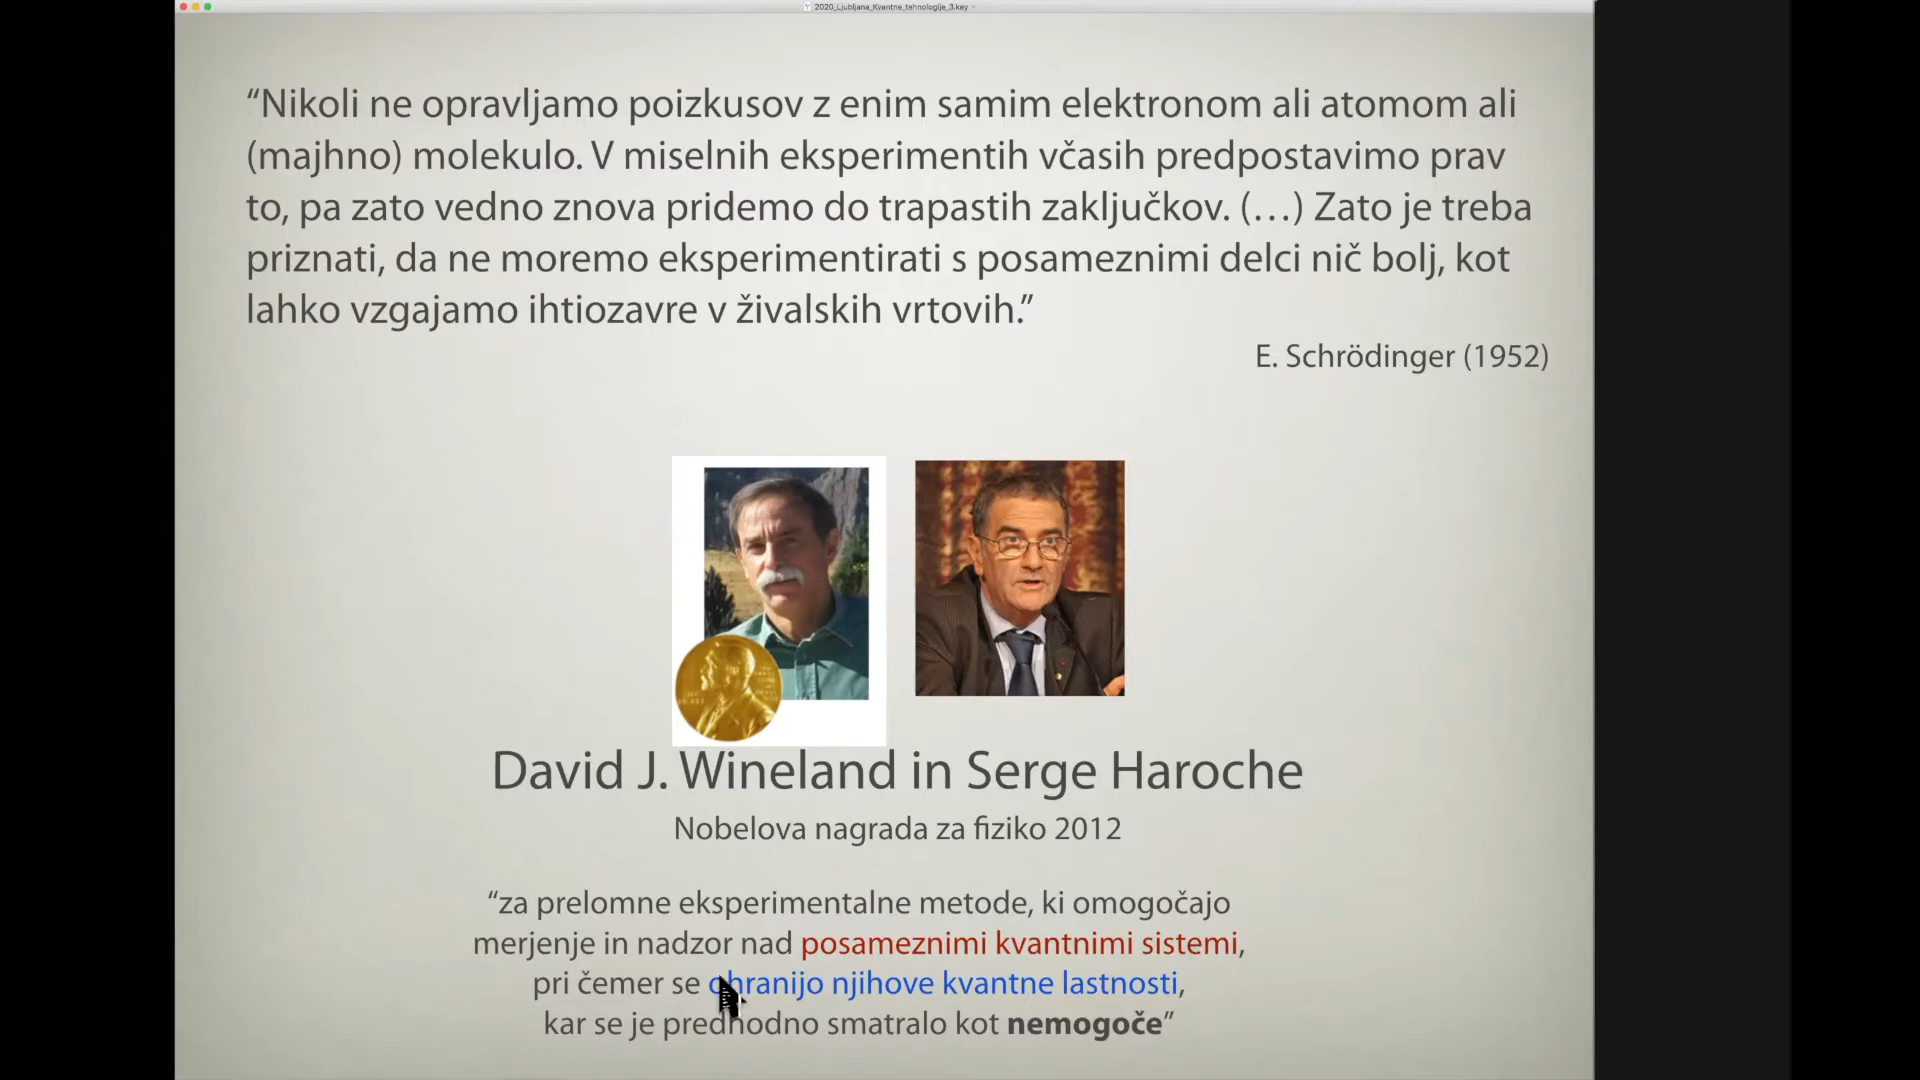 2020_Ljubljana_Kvantne_tehnologije_3.key
“Nikoli ne opravljamo poizkusov z enim samim elektronom ali atomom ali
(majhno) molekulo. V miselnih eksperimentih včasih predpostavimo prav
to, pa zato vedno znova pridemo do trapastih zaključkov. (…) Zato je treba
priznati, da ne moremo eksperimentirati s posameznimi delci nič bolj, kot
lahko vzgajamo ihtiozavre v živalskih vrtovih.”
E. Schrödinger (1952)
David J. Wineland in Serge Haroche
Nobelova nagrada za fiziko 2012
“za prelomne eksperimentalne metode, ki omogočajo
merjenje in nadzor nad posameznimi kvantnimi sistemi,
pri čemer se ohranijo njihove kvantne lastnosti,
kar se je predhodno smatralo kot nemogoče”